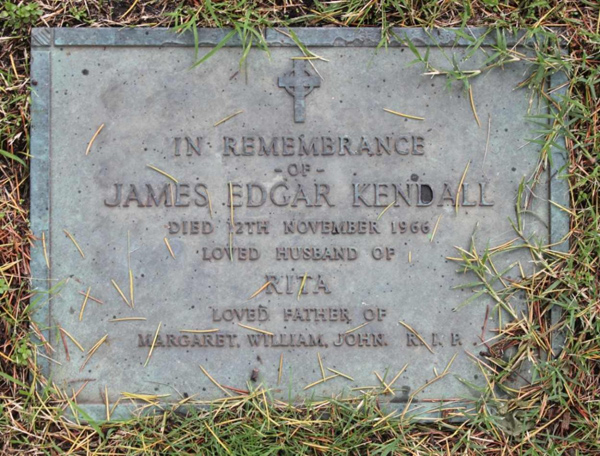 IN REMEMBRANCE
-OF-
JAMES EDGAR KENDALL
DIED 12TH NOVEMBER 1966
LOVED HUSBAND OF
RITA
LOVED FATHER OF
MARGARET, WILLIAM, JOHN. R.I.P.